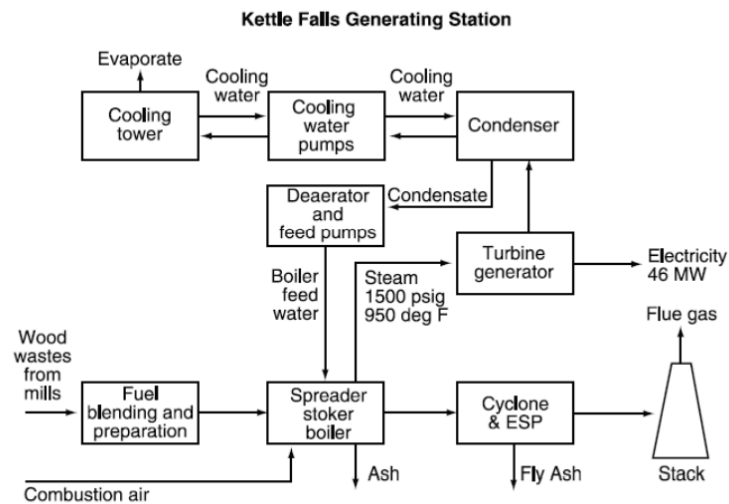 Kettle Falls Generating Station
Evaporate
Cooling
water
Cooling
water
Cooling
tower
Cooling
water
pumps
Condenser
Deaerator
and
feed pumps
Condensate
Turbine
generator
Electricity
46 MW
Boiler
feed
water
Steam
1500 psig
950 deg F
Flue gas
Wood
wastes
from
mills
Fuel
blending and
preparation
Spreader
stoker
boiler
Cyclone
& ESP
Ash
Fly Ash
Stack
Combustion air